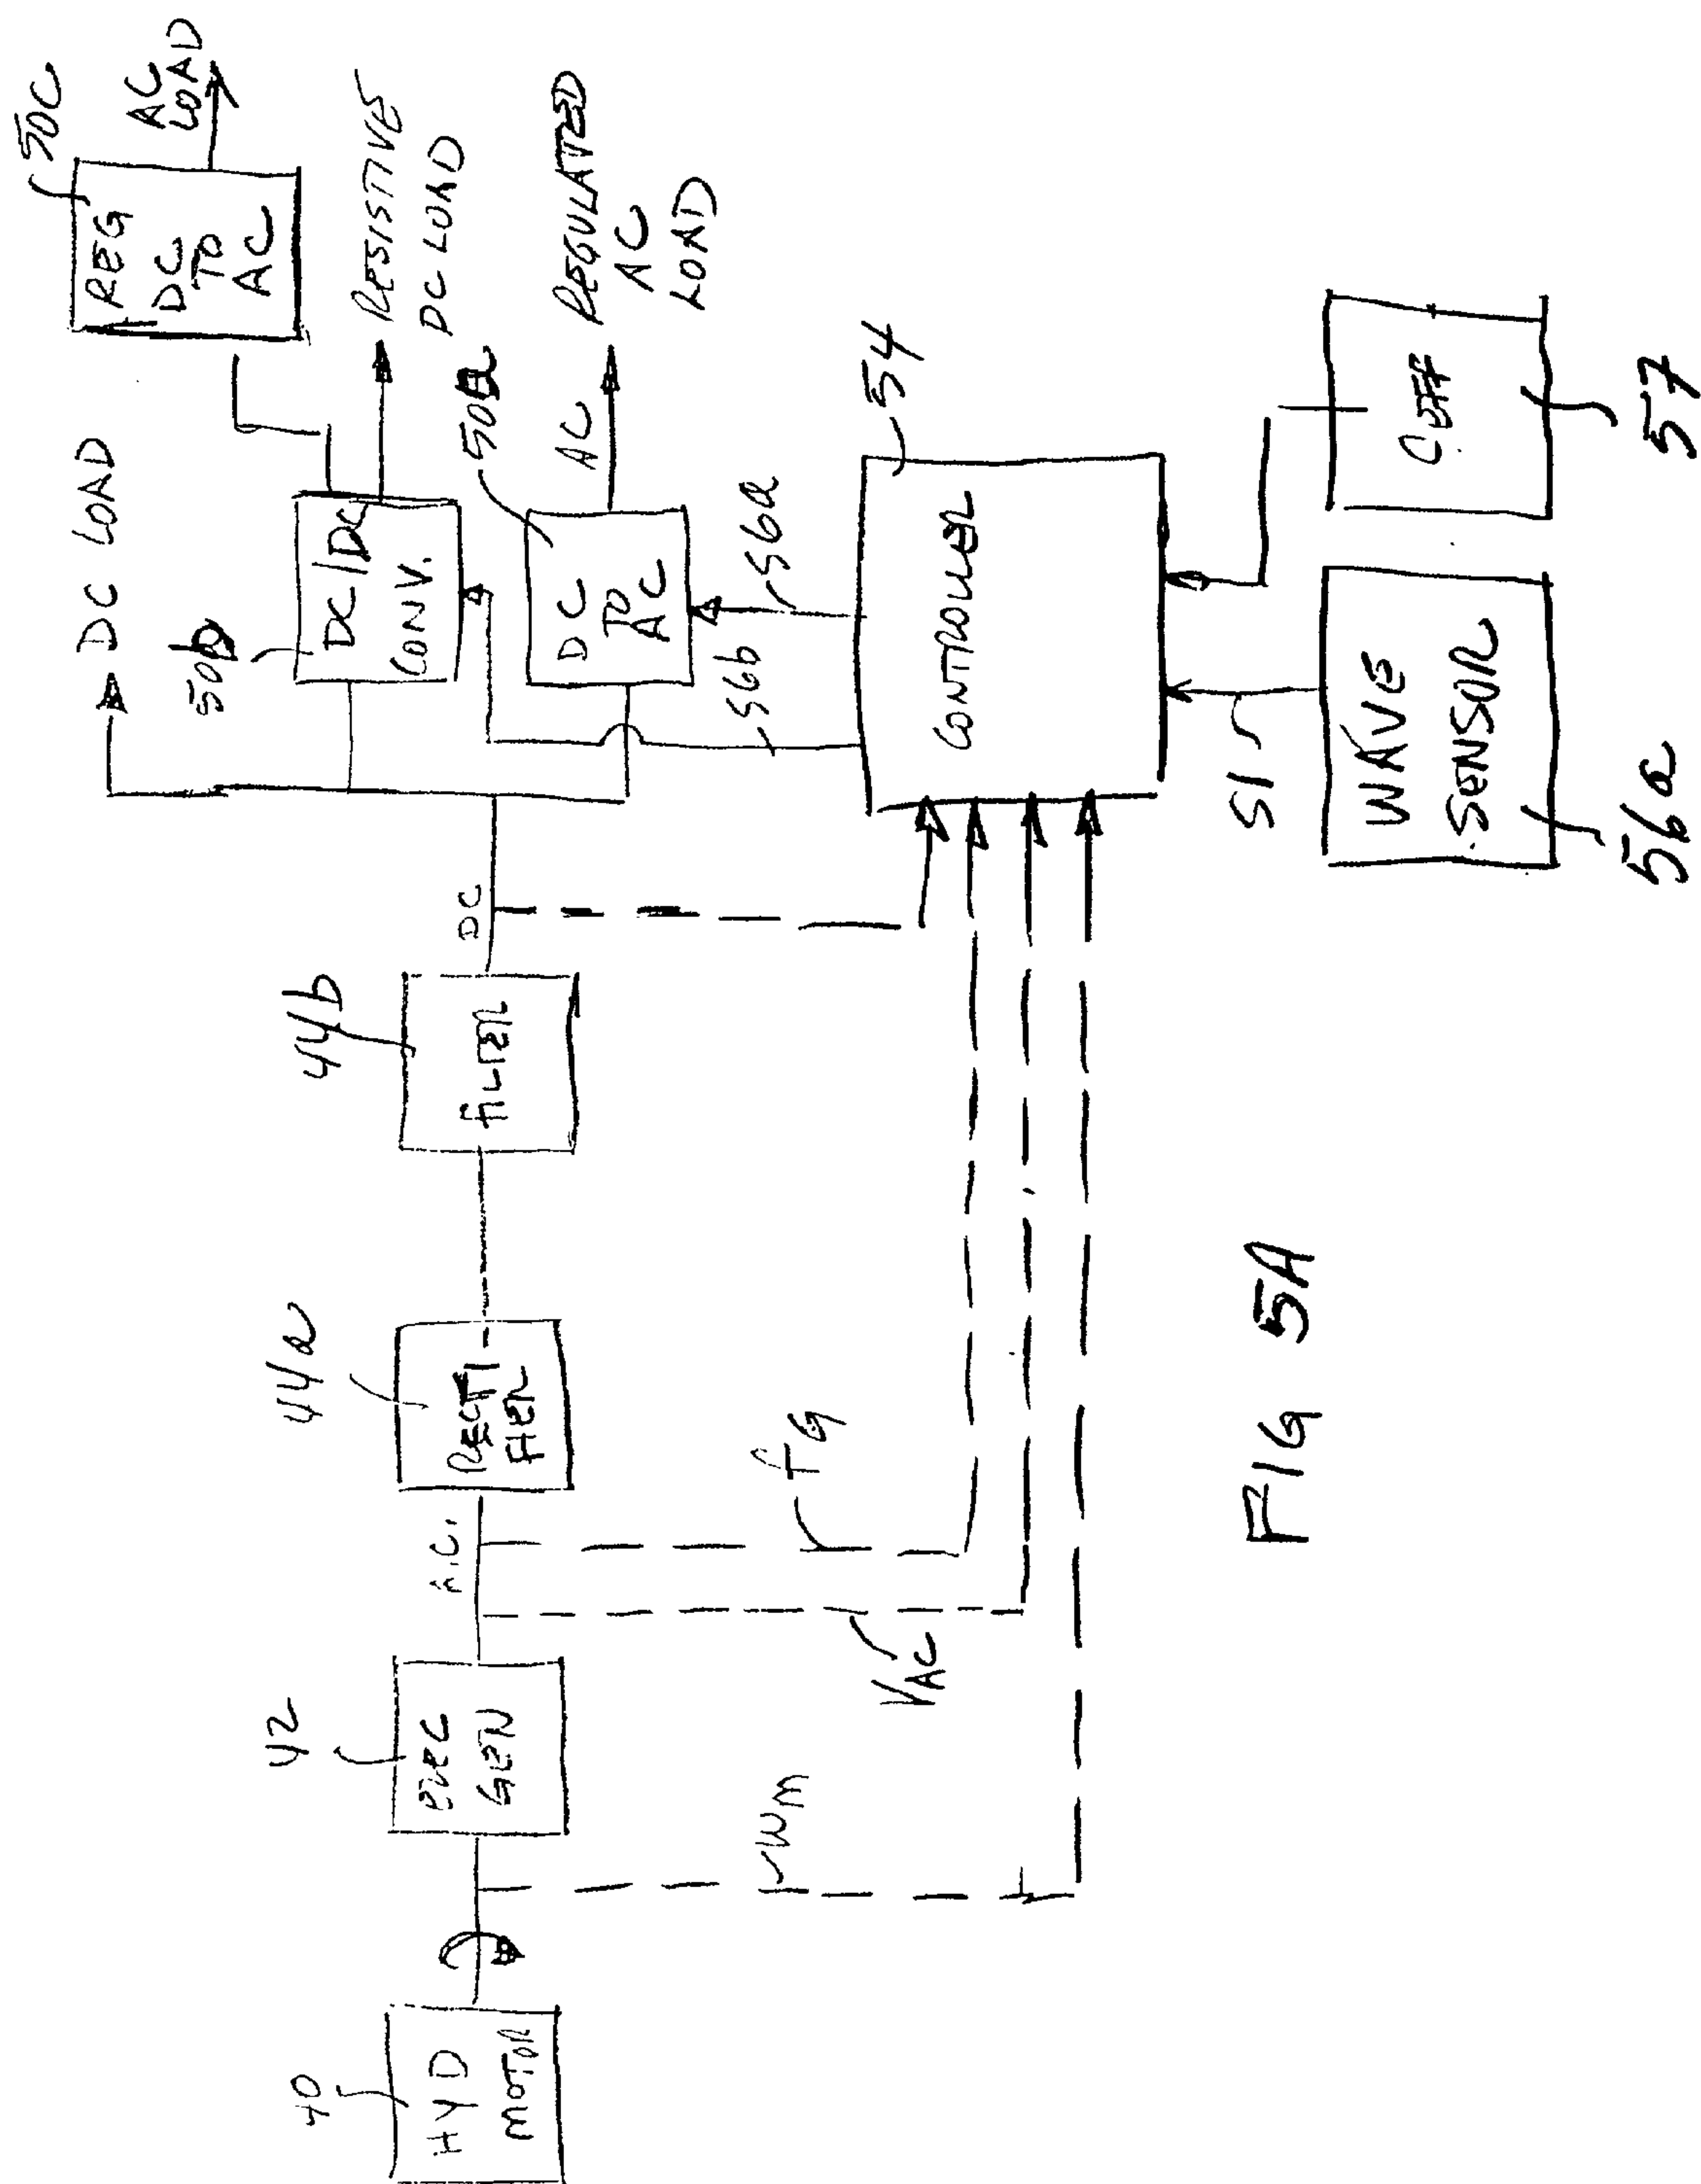 50C
REG
DC
TO
AC
AC
LOAD
DC LOAD
50b
DC/DC
CONV.
RESISTIVE
DC LOAD
50a
DC
TO
AC
AC
REGULATED
AC
LOAD
40
HYD
MOTOR
42
ELEC
GEN
A.C.
44a
RECTI
FIER
44b
FILTER
DC
56b
56a
54
CONTROLLER
Wm
VAC
fG
S1
WAVE
SENSOR
56a
57
FIG 5A